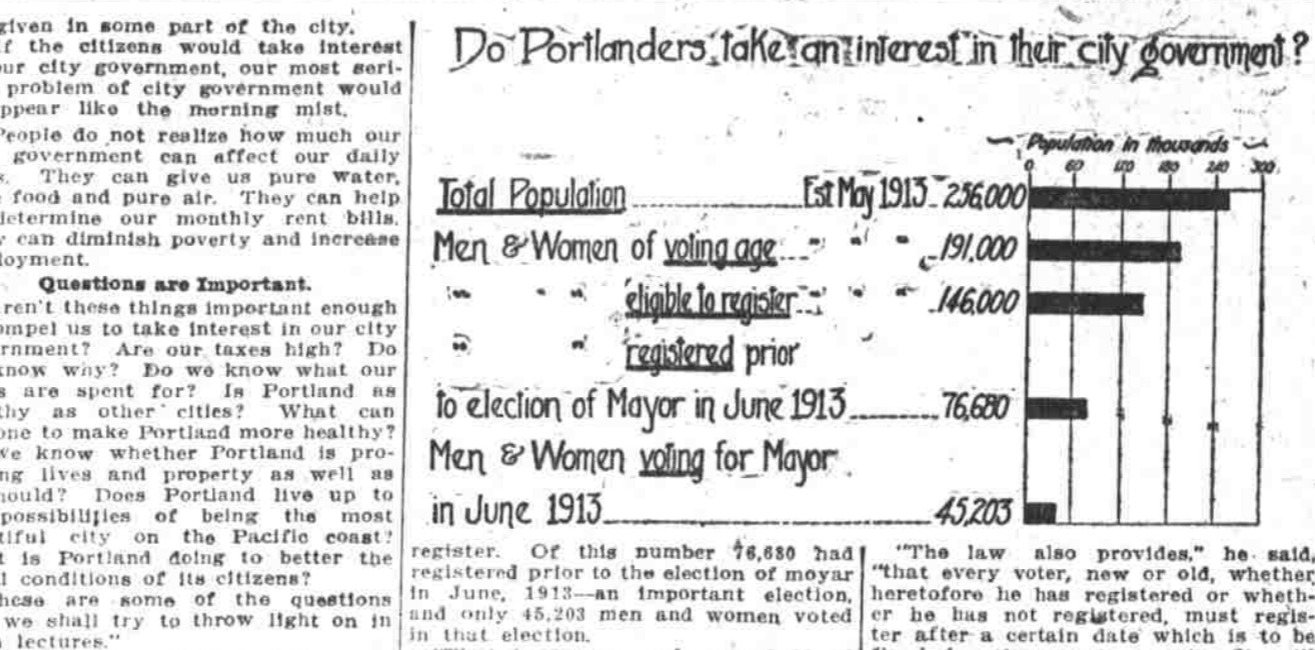 given in some part of the city.
f the citizens would take interest
ur city government, our most seri-
problem of city government would
ppear like the morning mist.
People do not realize how much our
government can affect our daily
s. They can give us pure water,
food and pure air. They can help
determine our monthly rent bills.
y can diminish poverty and increase
loyment.
Questions are Important.
ren't these things important enough
ompel us to take interest in our city
rnment? Are our taxes high? Do
know why? Do we know what our
s are spent for? Is Portland as
thy as other cities? What can
one to make Portland more healthy?
we know whether Portland is pro-
ng lives and property as well as
hould? Does Portland live up to
possibilities of being the most
tiful city on the Pacific coast?
t is Portland doing to better the
l conditions of its citizens?
hese are some of the questions
we shall try to throw light on in
lectures."
Do Portlanders take an interest in their city government?
Population in thousands
0 60 120 180 240 300
Total Population Est May 1913 256,000
Men & Women of voting age " " " 191,000
" " " eligible to register " " " 146,000
" " registered prior
to election of Mayor in June 1913 76,680
Men & Women voting for Mayor
in June 1913 45,203
register. Of this number 76,680 had
registered prior to the election of moyar
in June, 1913—an important election,
and only 45,203 men and women voted
in that election.
"The law also provides," he said,
"that every voter, new or old, whether
heretofore he has registered or wheth-
er he has not registered, must regis-
ter after a certain date which is to be